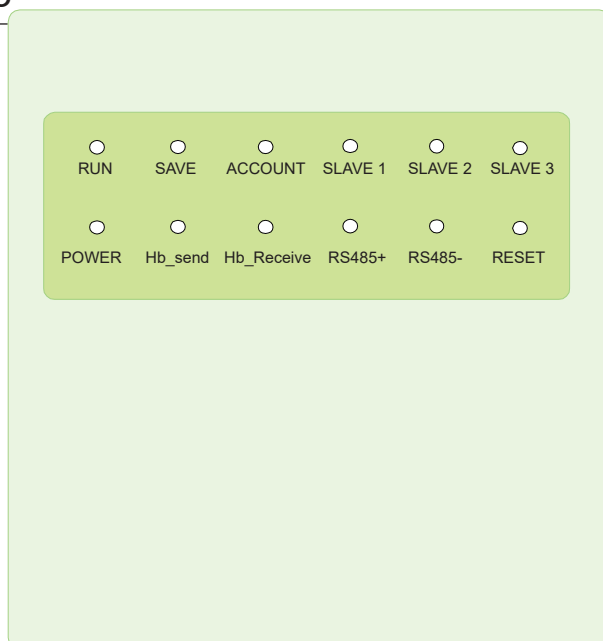 RUN SAVE ACCOUNT SLAVE 1 SLAVE 2 SLAVE 3
POWER Hb_send Hb_Receive RS485+ RS485- RESET